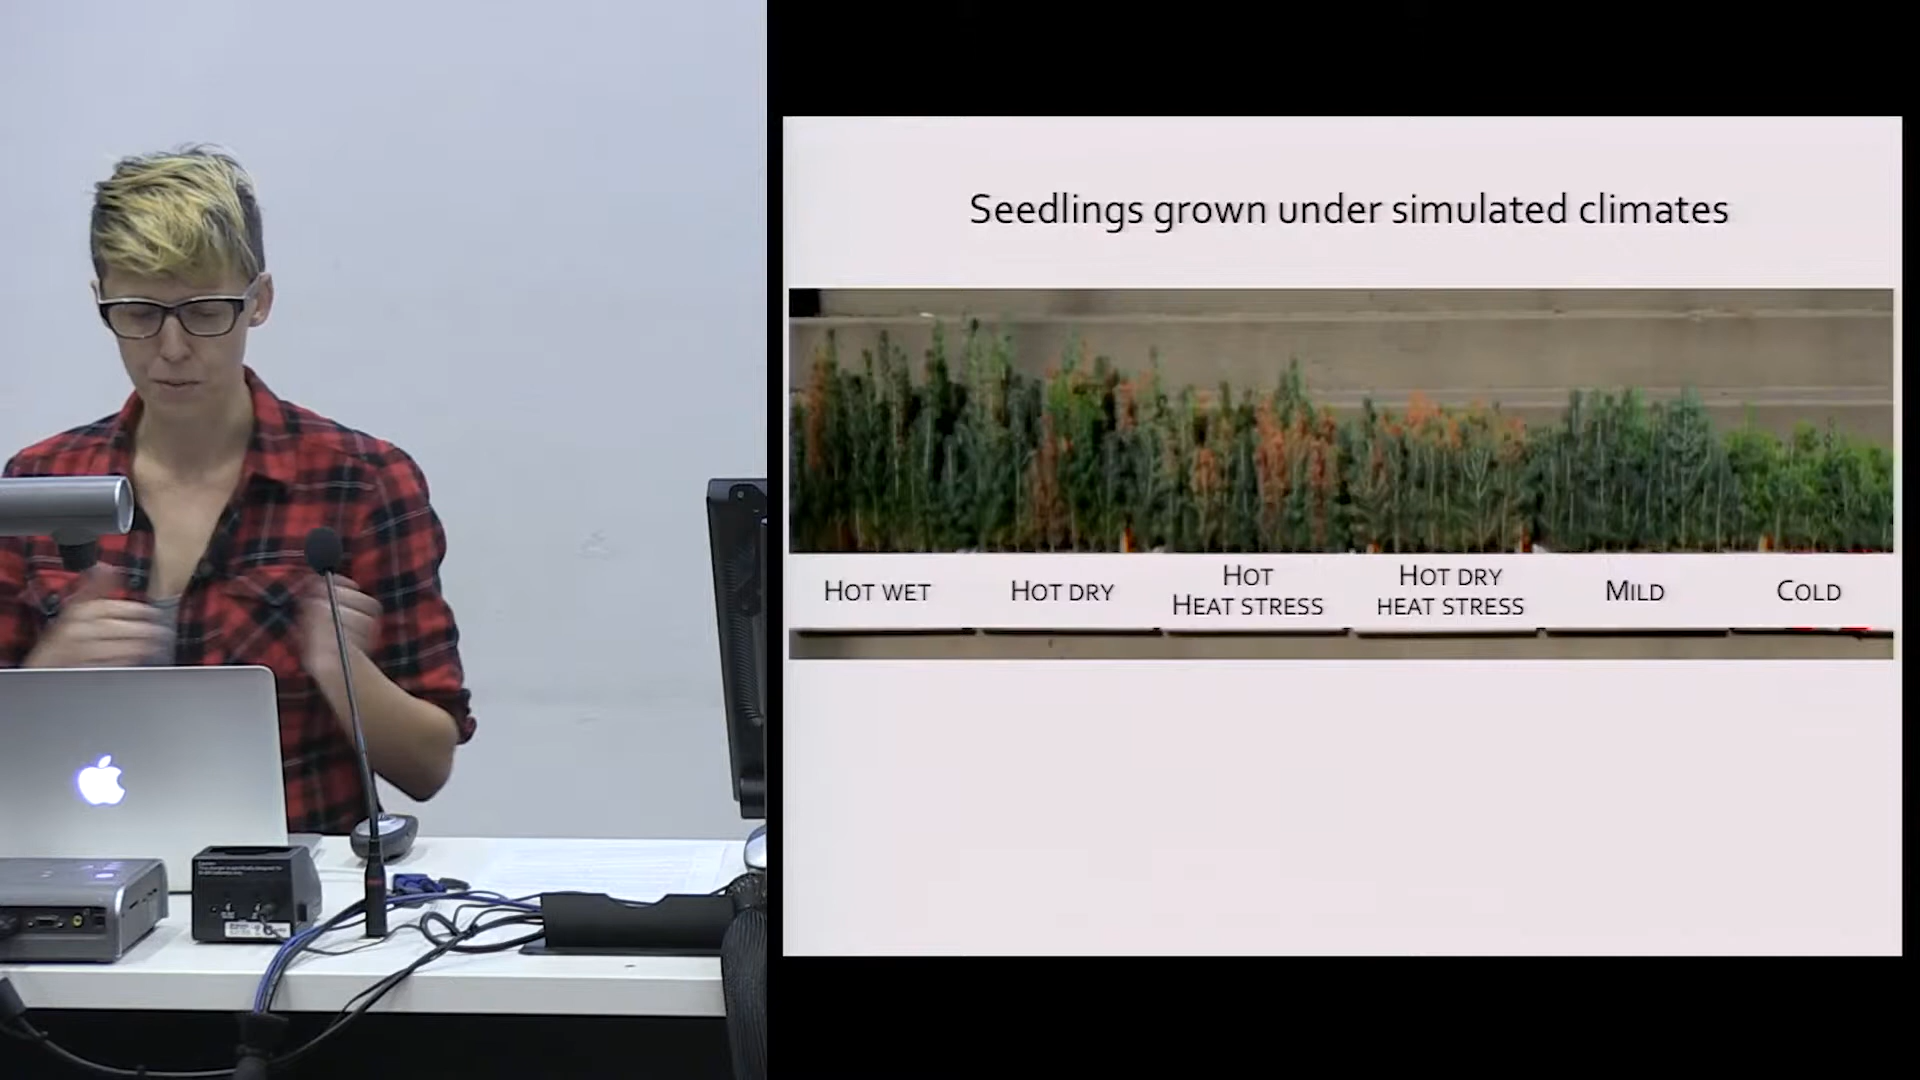 Seedlings grown under simulated climates
HOT WET
HOT DRY
HOT
HEAT STRESS
HOT DRY
HEAT STRESS
MILD
COLD